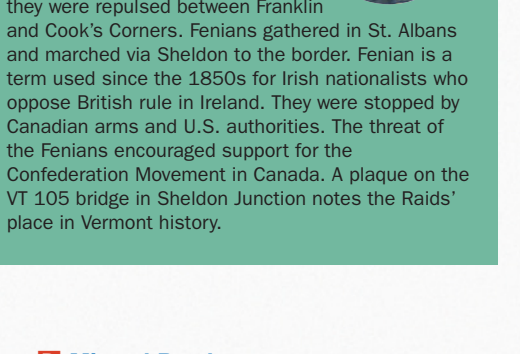 they were repulsed between Franklin
and Cook's Corners. Fenians gathered in St. Albans
and marched via Sheldon to the border. Fenian is a
term used since the 1850s for Irish nationalists who
oppose British rule in Ireland. They were stopped by
Canadian arms and U.S. authorities. The threat of
the Fenians encouraged support for the
Confederation Movement in Canada. A plaque on the
VT 105 bridge in Sheldon Junction notes the Raids'
place in Vermont history.